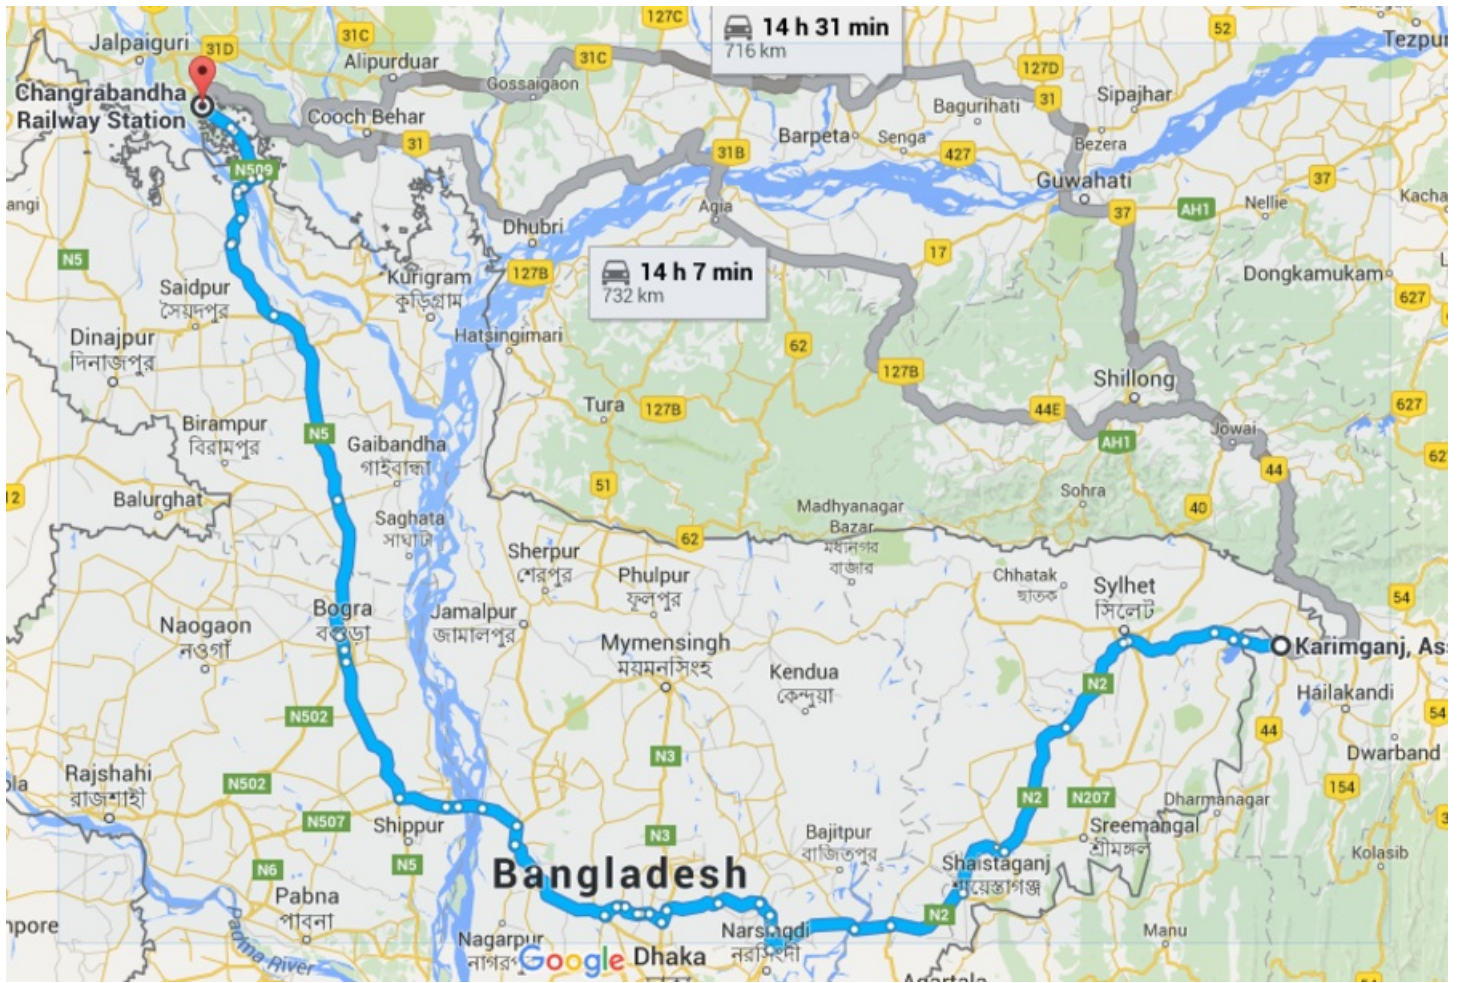 127C
14 h 31 min
716 km
52
Tezpur
Jalpaiguri
31D
31C
31C
Alipurduar
Gossaigaon
127D
31
Sipajhar
Changrabandha
Railway Station
Cooch Behar
31
Bagurihati
Barpeta
Senga
Bezera
31B
427
N509
Guwahati
37
angi
Agia
37
AH1
Nellie
Kacha
Dhubri
17
N5
127B
14 h 7 min
732 km
Kurigram
কুড়িগ্রাম
Dongkamukam
Saidpur
সৈয়দপুর
627
Hatsingimari
Dinajpur
দিনাজপুর
62
127B
Shillong
Tura
127B
44E
627
Birampur
বিরামপুর
N5
Gaibandha
গাইবান্ধা
AH1
Jowai
62
44
12
Balurghat
51
Sohra
40
Madhyanagar
Bazar
মধ্যনগর
বাজার
Saghata
সাঘাটা
62
Sherpur
শেরপুর
Phulpur
ফুলপুর
Chhatak
ছাতক
Sylhet
সিলেট
54
Bogra
বগুড়া
Jamalpur
জামালপুর
Naogaon
নওগাঁ
Mymensingh
ময়মনসিংহ
Karimganj, As
Kendua
কেন্দুয়া
N2
Hailakandi
N502
54
44
N3
Dwarband
Rajshahi
রাজশাহী
N502
N2
N207
154
Dharmanagar
N507
Shippur
N3
Bajitpur
বাজিতপুর
Sreemangal
শ্রীমঙ্গল
Kolasib
N6
N5
Bangladesh
Shaistaganj
শায়েস্তাগঞ্জ
Pabna
পাবনা
N2
npore
Padma River
Nagarpur
Google
Dhaka
Narsingdi
নরসিংদী
Manu
Agartala